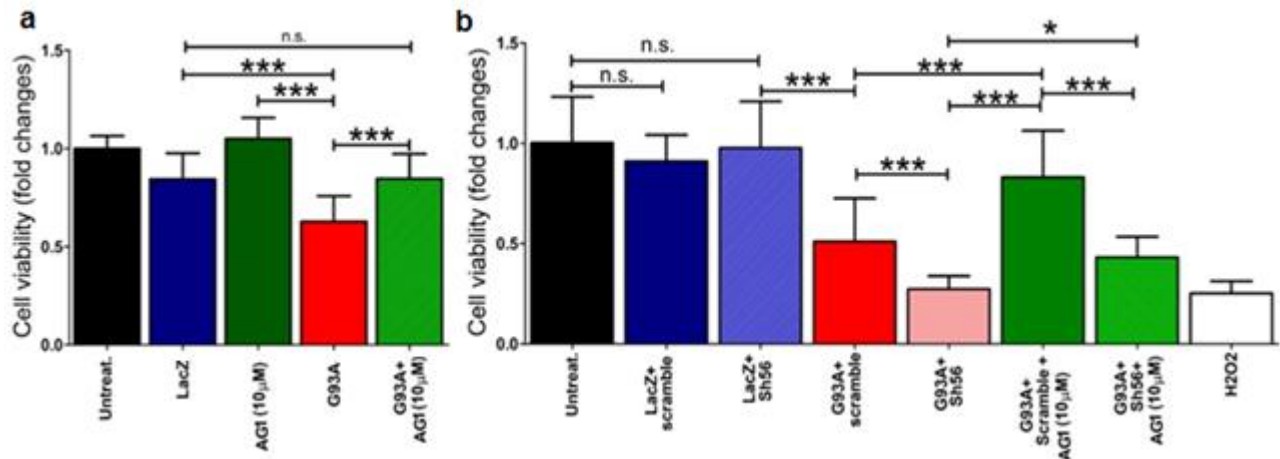 a
Cell viability (fold changes)
1.5
1.0
0.5
0.0
n.s.
***
***
***
Untreat.
LacZ
AG1 (10μM)
G93A
G93A+
AG1 (10μM)
b
Cell viability (fold changes)
1.5
1.0
0.5
0.0
n.s.
n.s.
***
***
***
***
*
***
Untreat.
LacZ+
scramble
LacZ+
Sh56
G93A+
scramble
G93A+
Sh56
G93A+
Scramble +
AG1 (10μM)
G93A+
Sh56+
AG1 (10μM)
H2O2